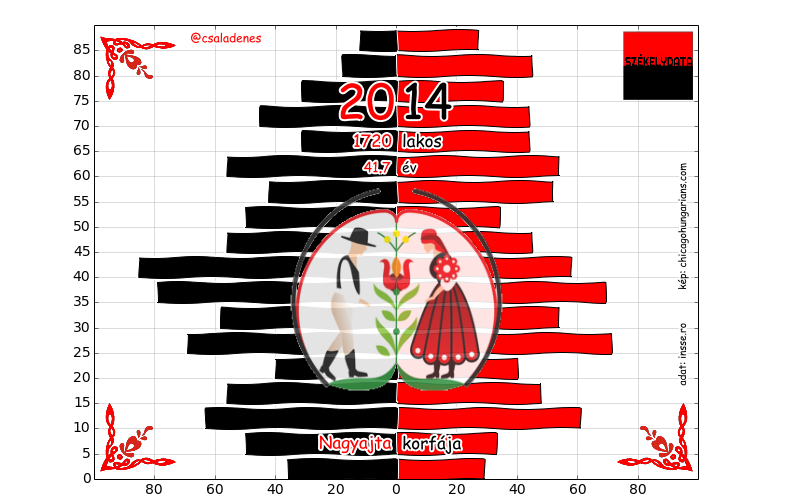 @csaladenes
SZÉKELYDATA
2014
1720 lakos
41.7 év
kép: chicagohungarians.com
adat: insse.ro
Nagyajta korfája
85
80
75
70
65
60
55
50
45
40
35
30
25
20
15
10
5
0
80 60 40 20 0 20 40 60 80